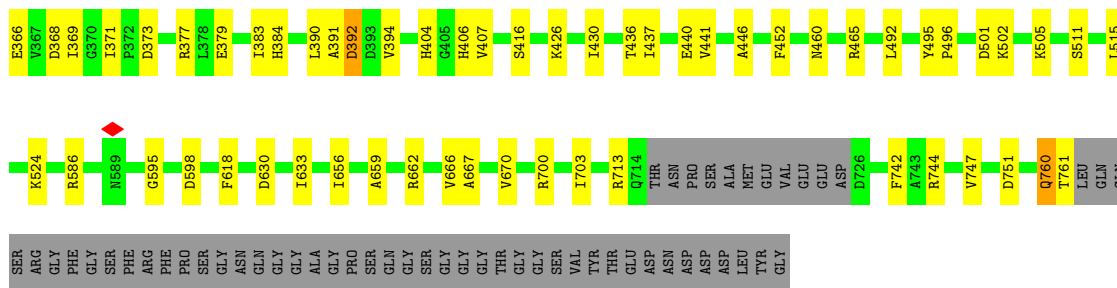 E366 V367 D368 I369 G370 I371 P372 D373 R377 L378 E379 I383 H384 L390 A391 D392 D393 V394 H404 G405 H406 V407 S416 K426 I430 T436 I437 E440 V441 A446 F452 N460 R465 L492 Y495 P496 D501 K502 K505 S511 L515
K524 R586 N589 G595 D598 F618 D630 I633 I656 A659 R662 V666 A667 V670 R700 I703 R713 Q714 THR ASN PRO SER ALA MET GLU VAL GLU GLU ASP D726 F742 A743 R744 V747 D751 Q760 T761 LEU GLN
SER ARG GLY PHE GLY SER PHE ARG PHE PRO SER GLY ASN GLN GLY GLY ALA GLY PRO SER GLN GLY SER GLY GLY GLY THR GLY GLY SER VAL TYR THR GLU ASP ASN ASP ASP ASP LEU TYR GLY